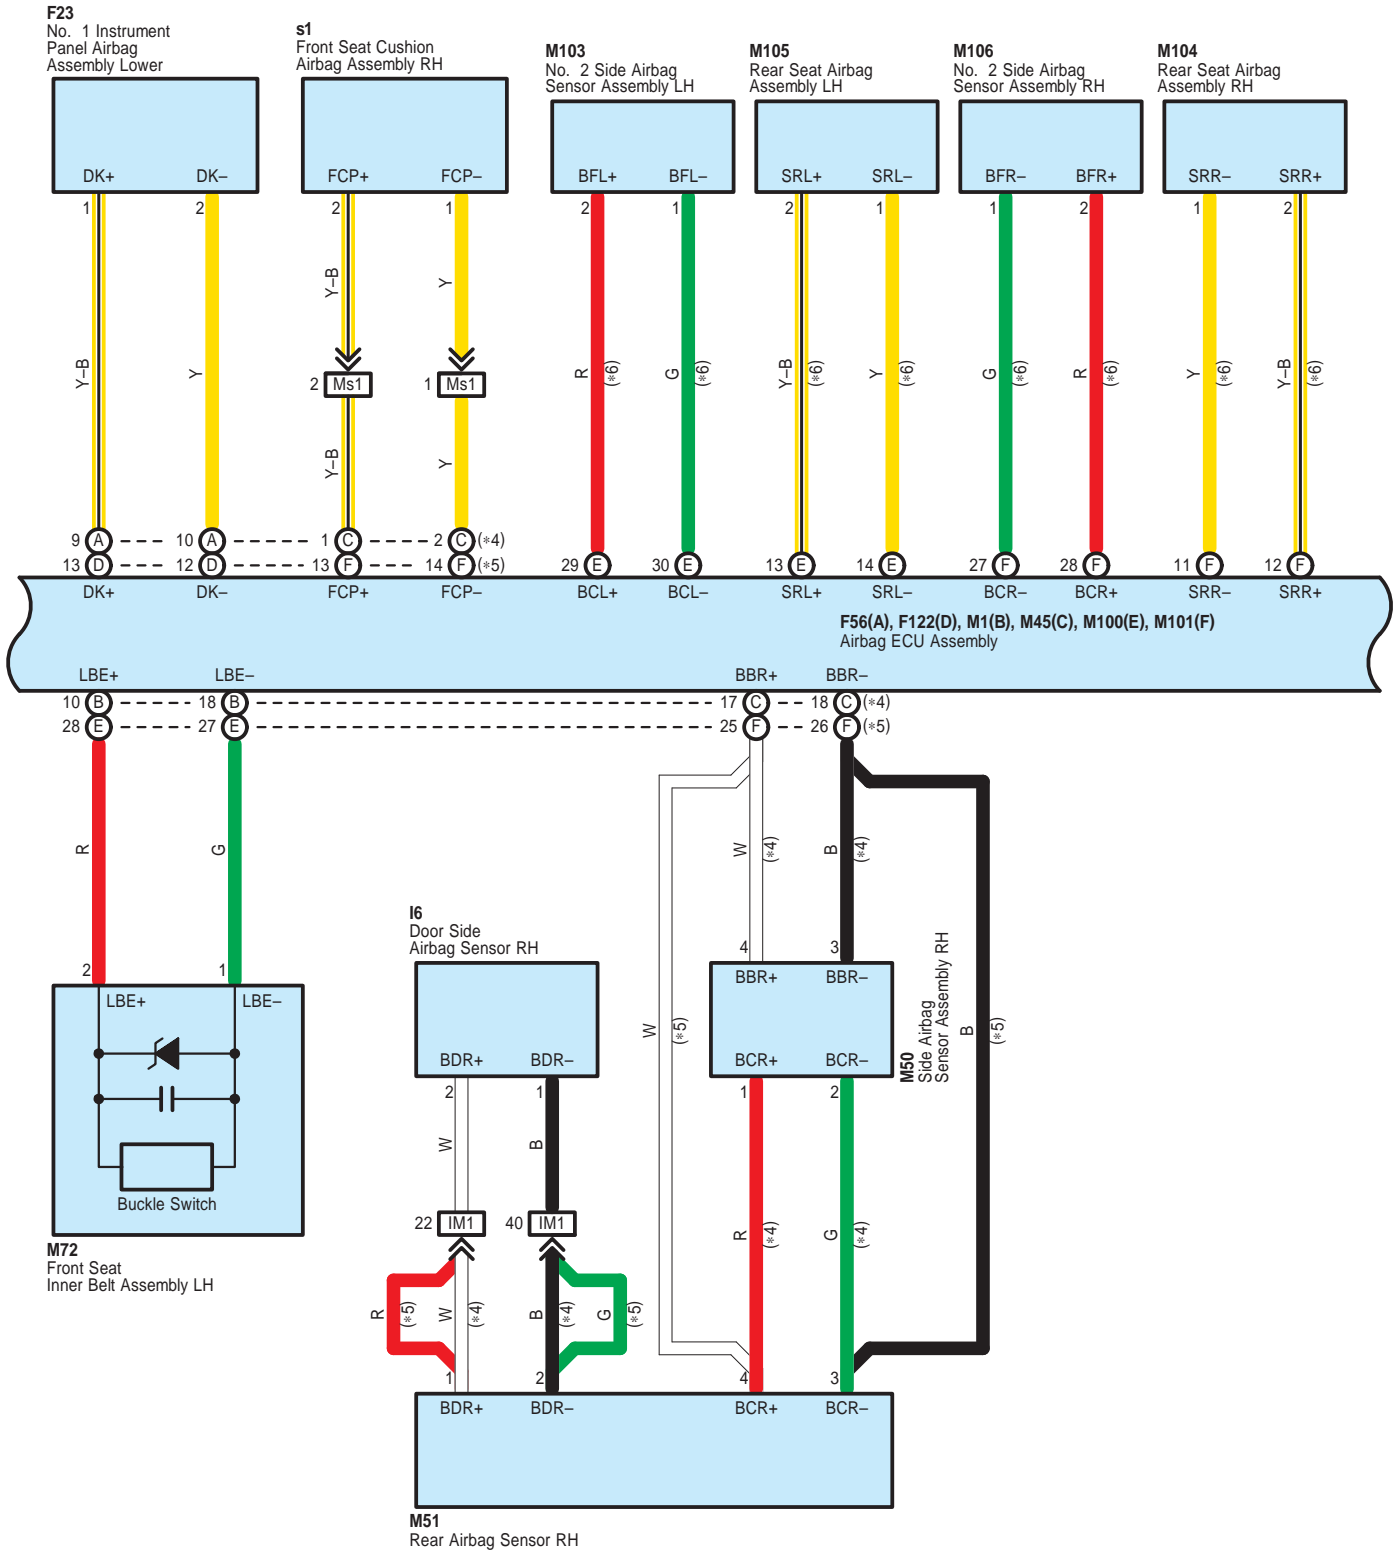 F23
No. 1 Instrument
Panel Airbag
Assembly Lower
s1
Front Seat Cushion
Airbag Assembly RH
M103
No. 2 Side Airbag
Sensor Assembly LH
M105
Rear Seat Airbag
Assembly LH
M106
No. 2 Side Airbag
Sensor Assembly RH
M104
Rear Seat Airbag
Assembly RH
DK+ DK– FCP+ FCP– BFL+ BFL– SRL+ SRL– BFR– BFR+ SRR– SRR+
1 2 2 1 2 1 2 1 1 2 1 2
Y–B Y
Y–B Y R (*6) G (*6) Y–B (*6) Y (*6) G (*6) R (*6) Y (*6) Y–B (*6)
2 Ms1 1 Ms1
Y–B Y
9 A 10 A 1 C 2 C (*4)
13 D 12 D 13 F 14 F (*5) 29 E 30 E 13 E 14 E 27 F 28 F 11 F 12 F
DK+ DK– FCP+ FCP– BCL+ BCL– SRL+ SRL– BCR– BCR+ SRR– SRR+
F56(A), F122(D), M1(B), M45(C), M100(E), M101(F)
Airbag ECU Assembly
LBE+ LBE– BBR+ BBR–
10 B 18 B 17 C 18 C (*4)
28 E 27 E 25 F 26 F (*5)
R G W (*4) B (*4)
I6
Door Side
Airbag Sensor RH
2 1 4 3
LBE+ LBE– BBR+ BBR–
W (*5) B (*5)
M50
Side Airbag
Sensor Assembly RH
BDR+ BDR– BCR+ BCR–
2 1 1 2
W B
Buckle Switch
22 IM1 40 IM1
R (*4) G (*4)
M72
Front Seat
Inner Belt Assembly LH
R (*5) W (*4) B (*4) G (*5)
1 2 4 3
BDR+ BDR– BCR+ BCR–
M51
Rear Airbag Sensor RH